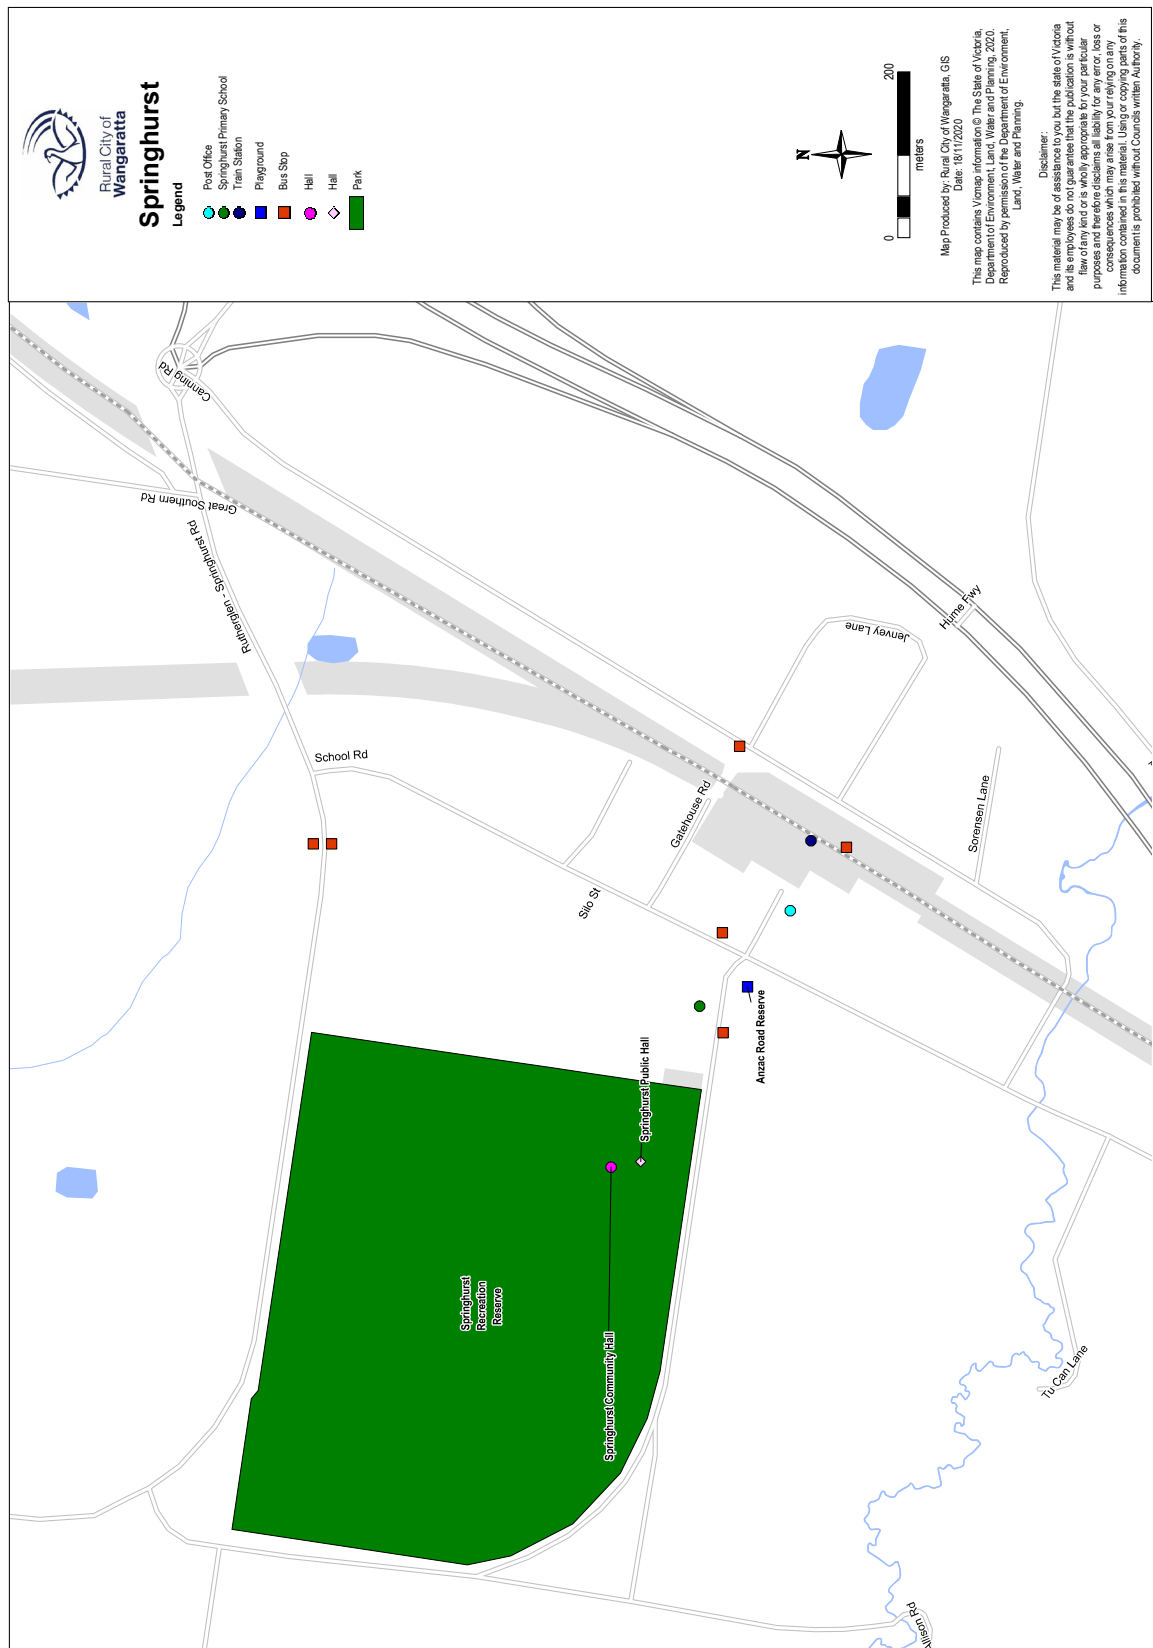 Rural City of
Wangaratta
Springhurst
Legend
Post Office
Springhurst Primary School
Train Station
Playground
Bus Stop
Hall
Hall
Park
N
0
200
meters
Map Produced by: Rural City of Wangaratta, GIS
Date: 18/11/2020
This map contains Vicmap information © The State of Victoria,
Department of Environment, Land, Water and Planning, 2020.
Reproduced by permission of the Department of Environment,
Land, Water and Planning.
Disclaimer:
This material may be of assistance to you but the state of Victoria
and its employees do not guarantee that the publication is without
flaw of any kind or is wholly appropriate for your particular
purposes and therefore disclaims all liability for any error, loss or
consequences which may arise from your relying on any
information contained in this material. Using or copying parts of this
document is prohibited without Councils written Authority.
Canning Rd
Great Southern Rd
Rutherglen - Springhurst Rd
School Rd
Gatehouse Rd
Silo St
Jenvey Lane
Hume Fwy
Sorensen Lane
Anzac Road Reserve
Springhurst Public Hall
Springhurst
Recreation
Reserve
Springhurst Community Hall
Tu Can Lane